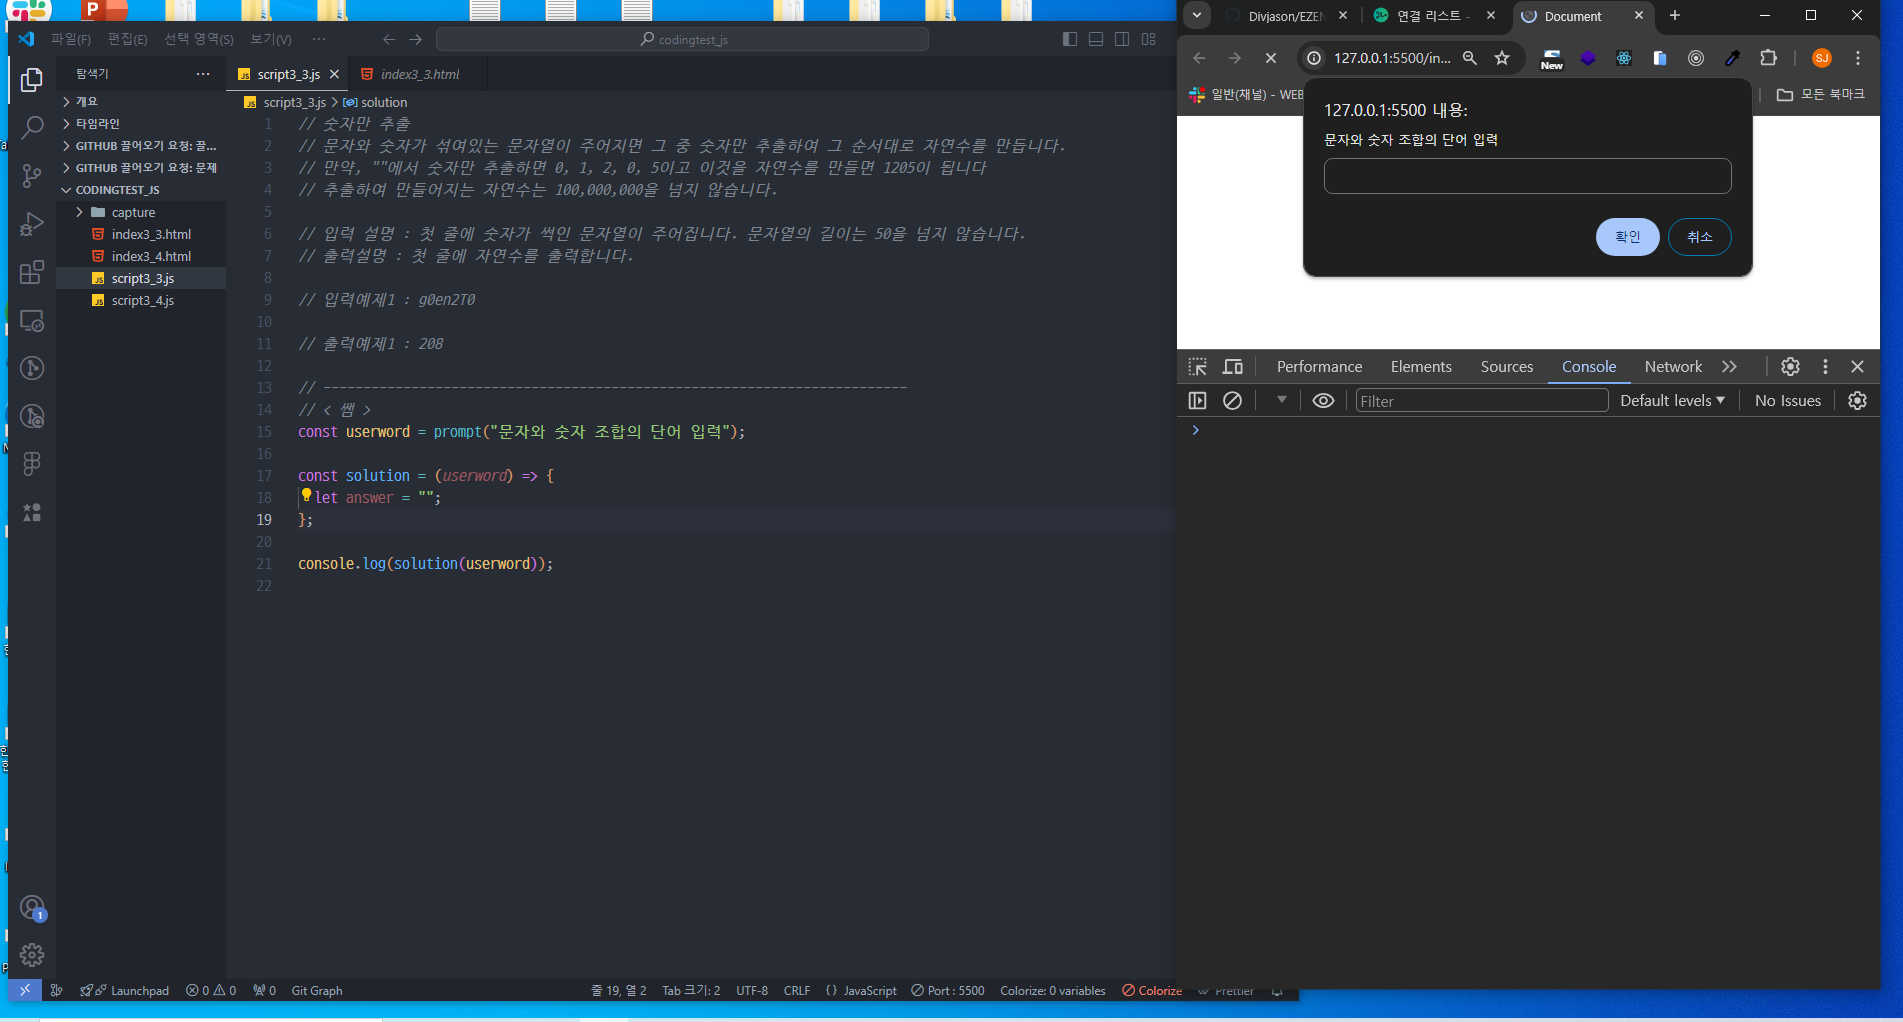 파일(F) 편집(E) 선택 영역(S) 보기(V) ··· codingtest_js
탐색기 ···
개요
타임라인
GITHUB 끌어오기 요청: 끌...
GITHUB 끌어오기 요청: 문제
CODINGTEST_JS
capture
index3_3.html
index3_4.html
JS script3_3.js
JS script3_4.js
1
JS script3_3.js index3_3.html
JS script3_3.js > solution
1 // 숫자만 추출
2 // 문자와 숫자가 섞여있는 문자열이 주어지면 그 중 숫자만 추출하여 그 순서대로 자연수를 만듭니다.
3 // 만약, ""에서 숫자만 추출하면 0, 1, 2, 0, 5이고 이것을 자연수를 만들면 1205이 됩니다
4 // 추출하여 만들어지는 자연수는 100,000,000을 넘지 않습니다.
5
6 // 입력 설명 : 첫 줄에 숫자가 썩인 문자열이 주어집니다. 문자열의 길이는 50을 넘지 않습니다.
7 // 출력설명 : 첫 줄에 자연수를 출력합니다.
8
9 // 입력예제1 : g0en2T0
10
11 // 출력예제1 : 208
12
13 // -------------------------------------------------------------------------
14 // < 쌤 >
15 const userword = prompt("문자와 숫자 조합의 단어 입력");
16
17 const solution = (userword) => {
18 let answer = "";
19 };
20
21 console.log(solution(userword));
22
Launchpad 0 0 0 Git Graph 줄 19, 열 2 Tab 크기: 2 UTF-8 CRLF {} JavaScript Port : 5500 Colorize: 0 variables Colorize Prettier
Divjason/EZEN 연결 리스트 - Document
127.0.0.1:5500/in... New SJ
일반(채널) - WEB 모든 북마크
127.0.0.1:5500 내용:
문자와 숫자 조합의 단어 입력
확인 취소
Performance Elements Sources Console Network
Filter Default levels No Issues
P